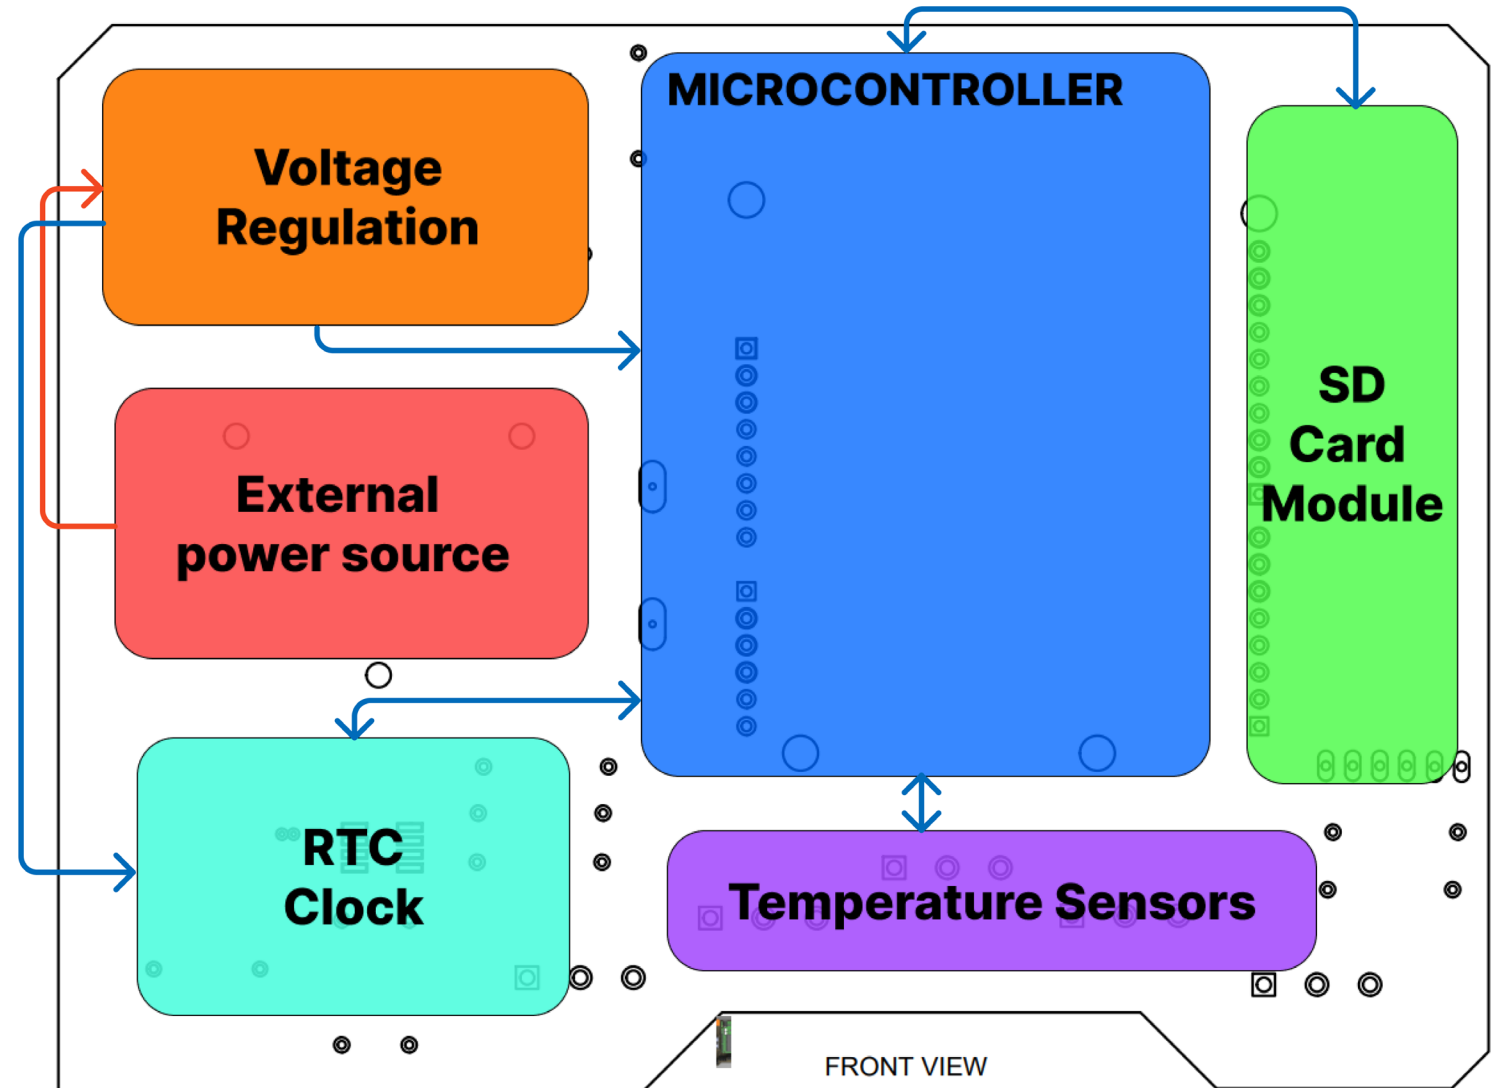 MICROCONTROLLER
Voltage
Regulation
External
power source
SD
Card
Module
RTC
Clock
Temperature Sensors
FRONT VIEW